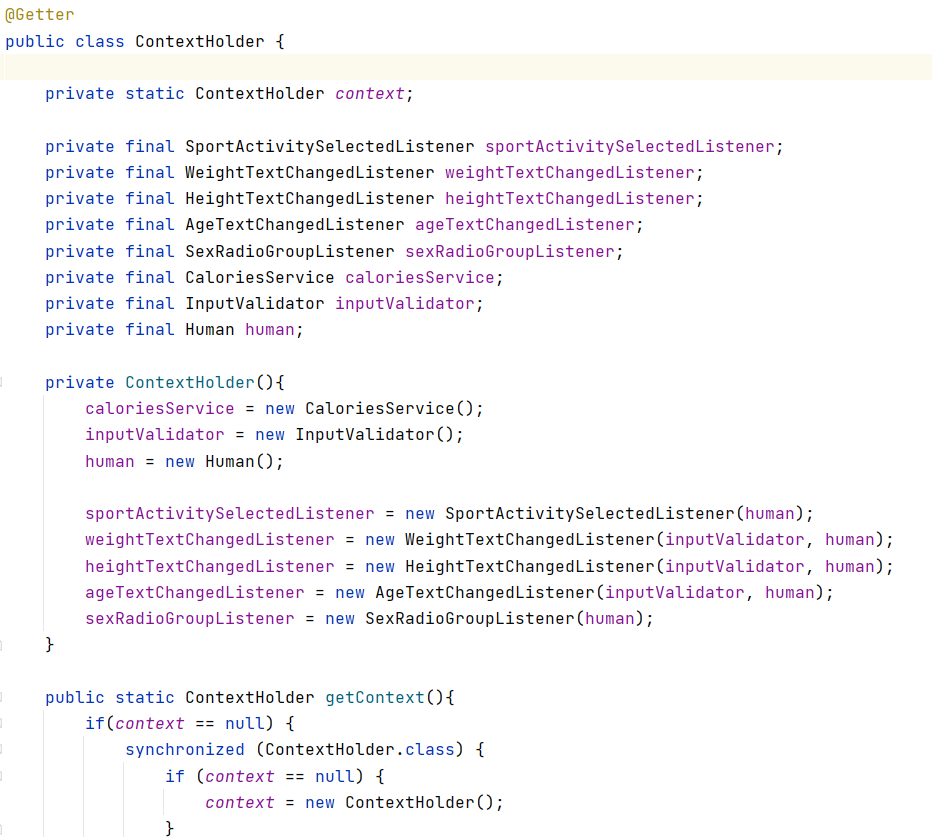 @Getter
public class ContextHolder {
private static ContextHolder context;
private final SportActivitySelectedListener sportActivitySelectedListener;
private final WeightTextChangedListener weightTextChangedListener;
private final HeightTextChangedListener heightTextChangedListener;
private final AgeTextChangedListener ageTextChangedListener;
private final SexRadioGroupListener sexRadioGroupListener;
private final CaloriesService caloriesService;
private final InputValidator inputValidator;
private final Human human;
private ContextHolder(){
caloriesService = new CaloriesService();
inputValidator = new InputValidator();
human = new Human();
sportActivitySelectedListener = new SportActivitySelectedListener(human);
weightTextChangedListener = new WeightTextChangedListener(inputValidator, human);
heightTextChangedListener = new HeightTextChangedListener(inputValidator, human);
ageTextChangedListener = new AgeTextChangedListener(inputValidator, human);
sexRadioGroupListener = new SexRadioGroupListener(human);
}
public static ContextHolder getContext(){
if(context == null) {
synchronized (ContextHolder.class) {
if (context == null) {
context = new ContextHolder();
}